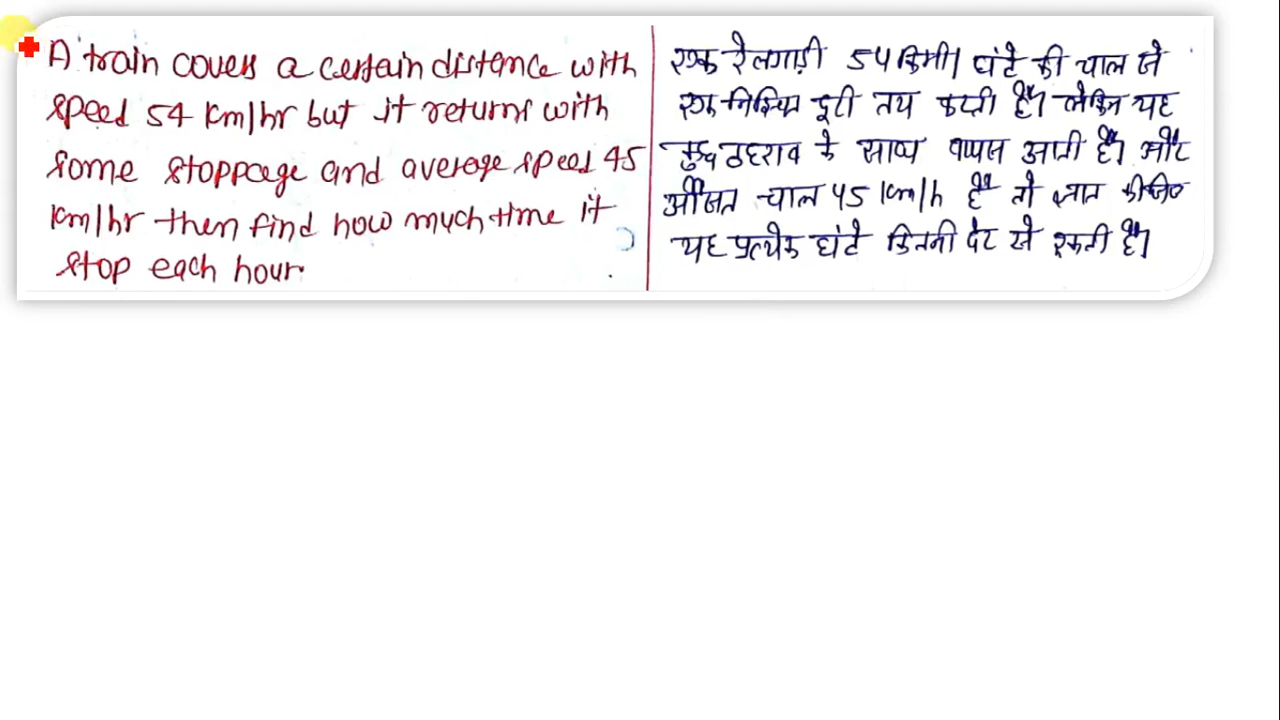 A train covers a certain distance with
speed 54 km/hr but it returns with
some stoppage and average speed 45
km/hr then find how much time it
stop each hour.
एक रेलगाड़ी 54 किमी। घंटे की चाल से
एक निश्चित दूरी तय करती है। लेकिन यह
कुछ ठहराव के साथ वापस आती है। और
औसत चाल 45 km/h है तो ज्ञात कीजिए
यह प्रत्येक घंटे कितनी देर से रुकती है।